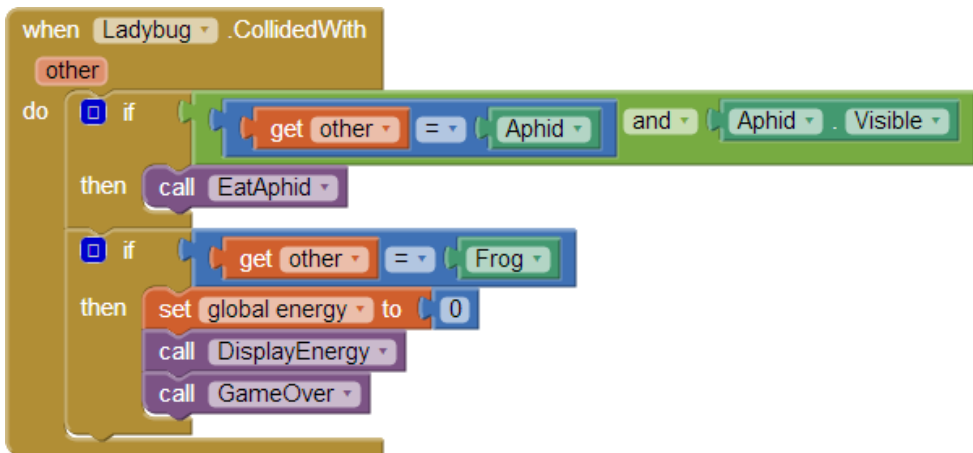 when Ladybug .CollidedWith
other
do if get other = Aphid and Aphid . Visible
then call EatAphid
if get other = Frog
then set global energy to 0
call DisplayEnergy
call GameOver